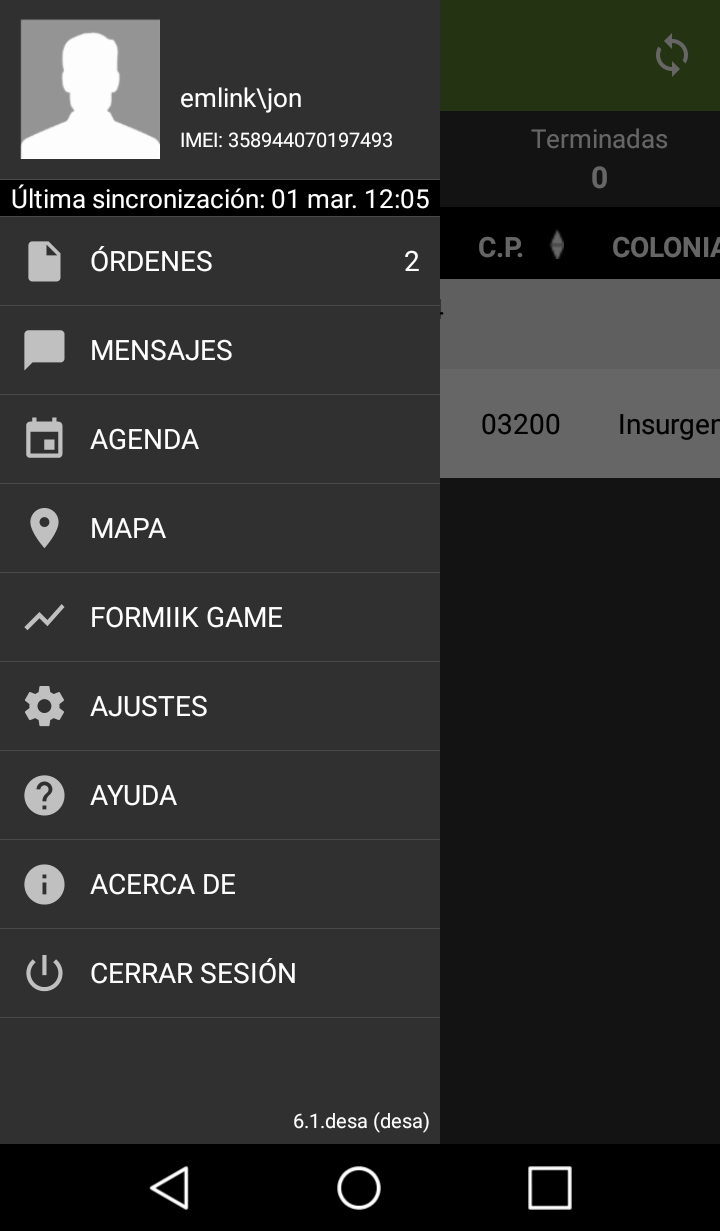 emlink\jon
IMEI: 358944070197493
Última sincronización: 01 mar. 12:05
ÓRDENES 2
MENSAJES
AGENDA
MAPA
FORMIIK GAME
AJUSTES
AYUDA
ACERCA DE
CERRAR SESIÓN
6.1.desa (desa)
Terminadas
0
C.P. COLONIA
03200 Insurgen